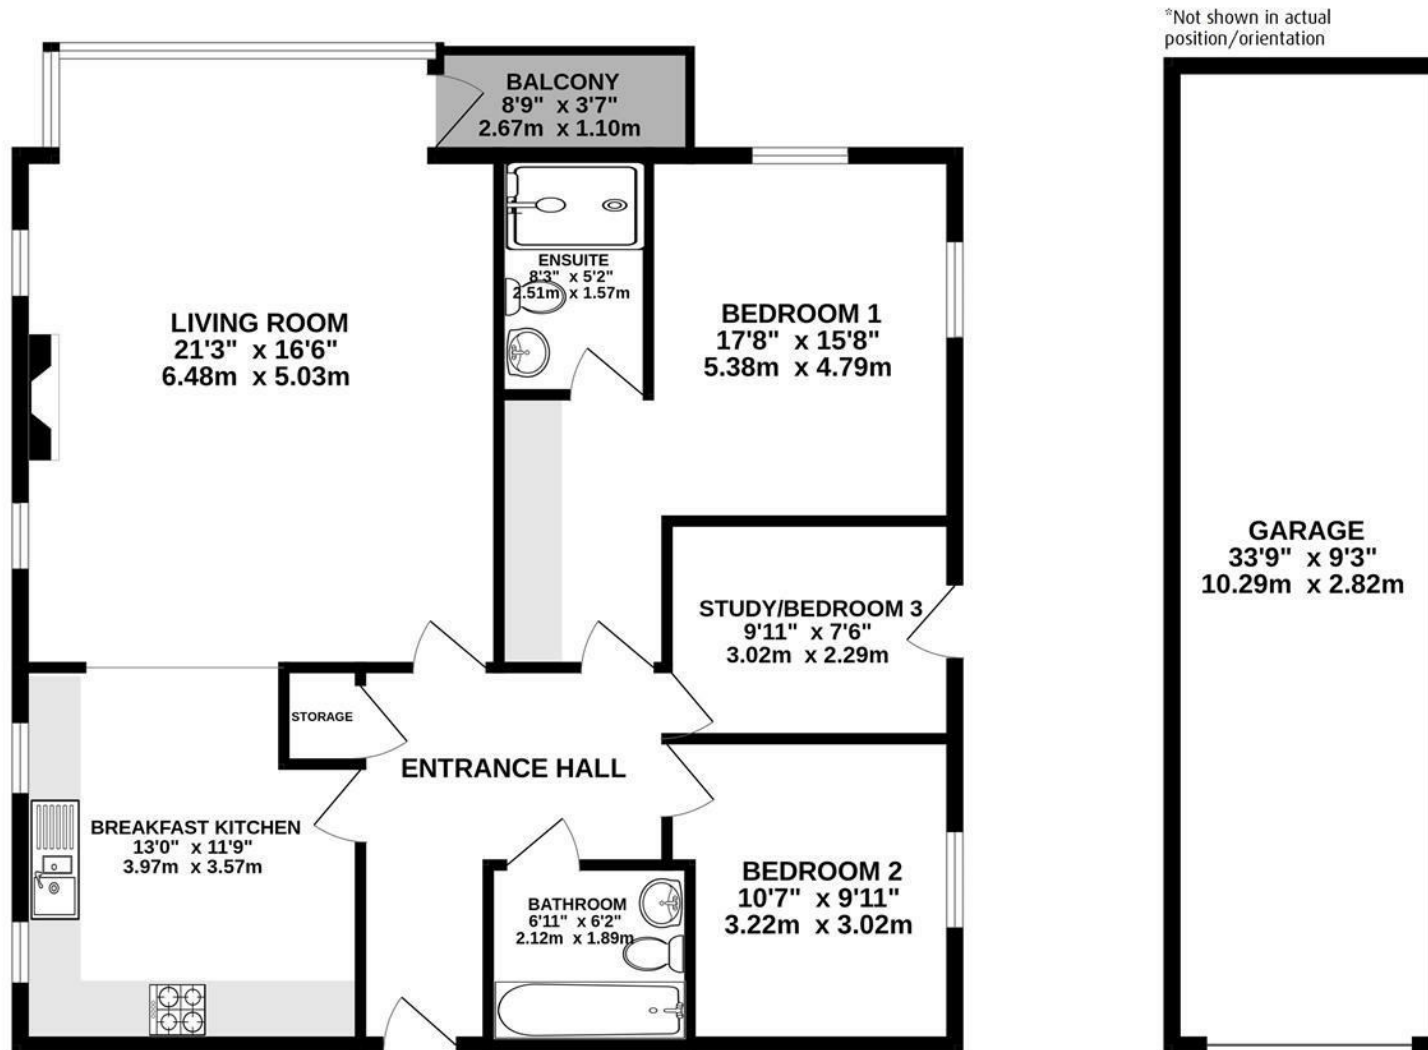 *Not shown in actual
position/orientation
BALCONY
8'9" x 3'7"
2.67m x 1.10m
ENSUITE
8'3" x 5'2"
2.51m x 1.57m
LIVING ROOM
21'3" x 16'6"
6.48m x 5.03m
BEDROOM 1
17'8" x 15'8"
5.38m x 4.79m
GARAGE
33'9" x 9'3"
10.29m x 2.82m
STUDY/BEDROOM 3
9'11" x 7'6"
3.02m x 2.29m
STORAGE
ENTRANCE HALL
BREAKFAST KITCHEN
13'0" x 11'9"
3.97m x 3.57m
BEDROOM 2
10'7" x 9'11"
3.22m x 3.02m
BATHROOM
6'11" x 6'2"
2.12m x 1.89m